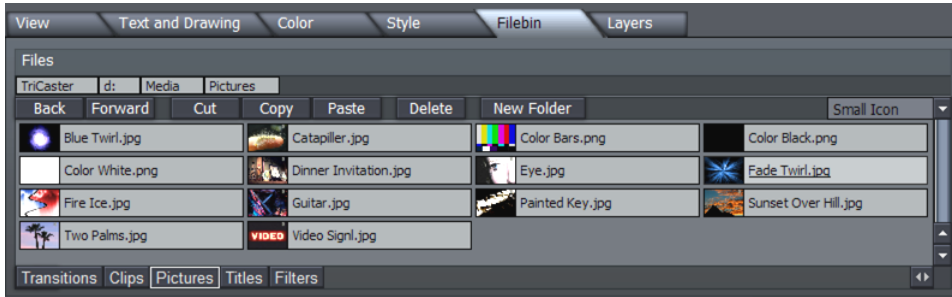 View Text and Drawing Color Style Filebin Layers
Files
TriCaster d: Media Pictures
Back Forward Cut Copy Paste Delete New Folder Small Icon
Blue Twirl.jpg Catapiller.jpg Color Bars.png Color Black.png
Color White.png Dinner Invitation.jpg Eye.jpg Fade Twirl.jpg
Fire Ice.jpg Guitar.jpg Painted Key.jpg Sunset Over Hill.jpg
Two Palms.jpg VIDEO Video Signl.jpg
Transitions Clips Pictures Titles Filters